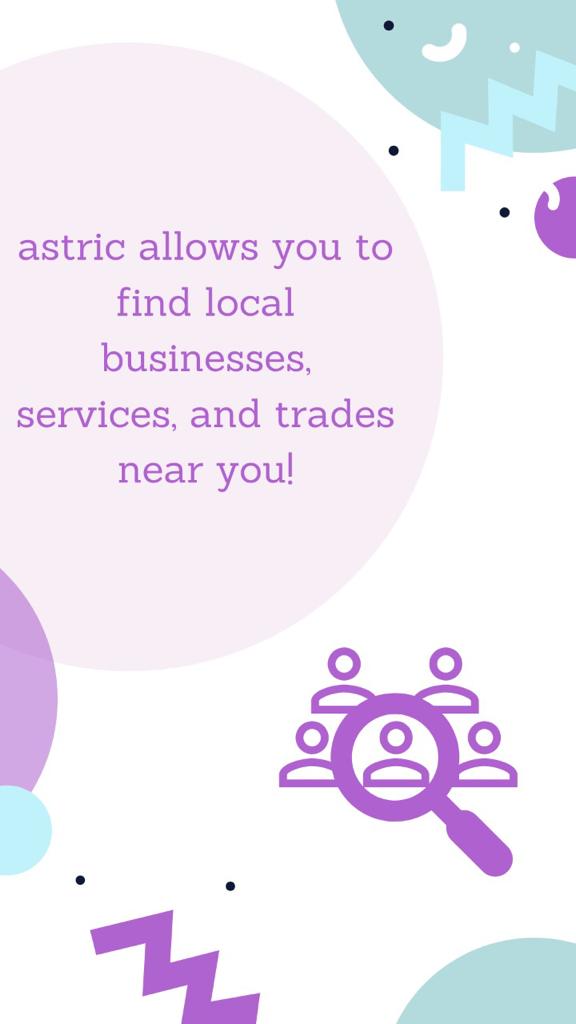 astric allows you to
find local
businesses,
services, and trades
near you!